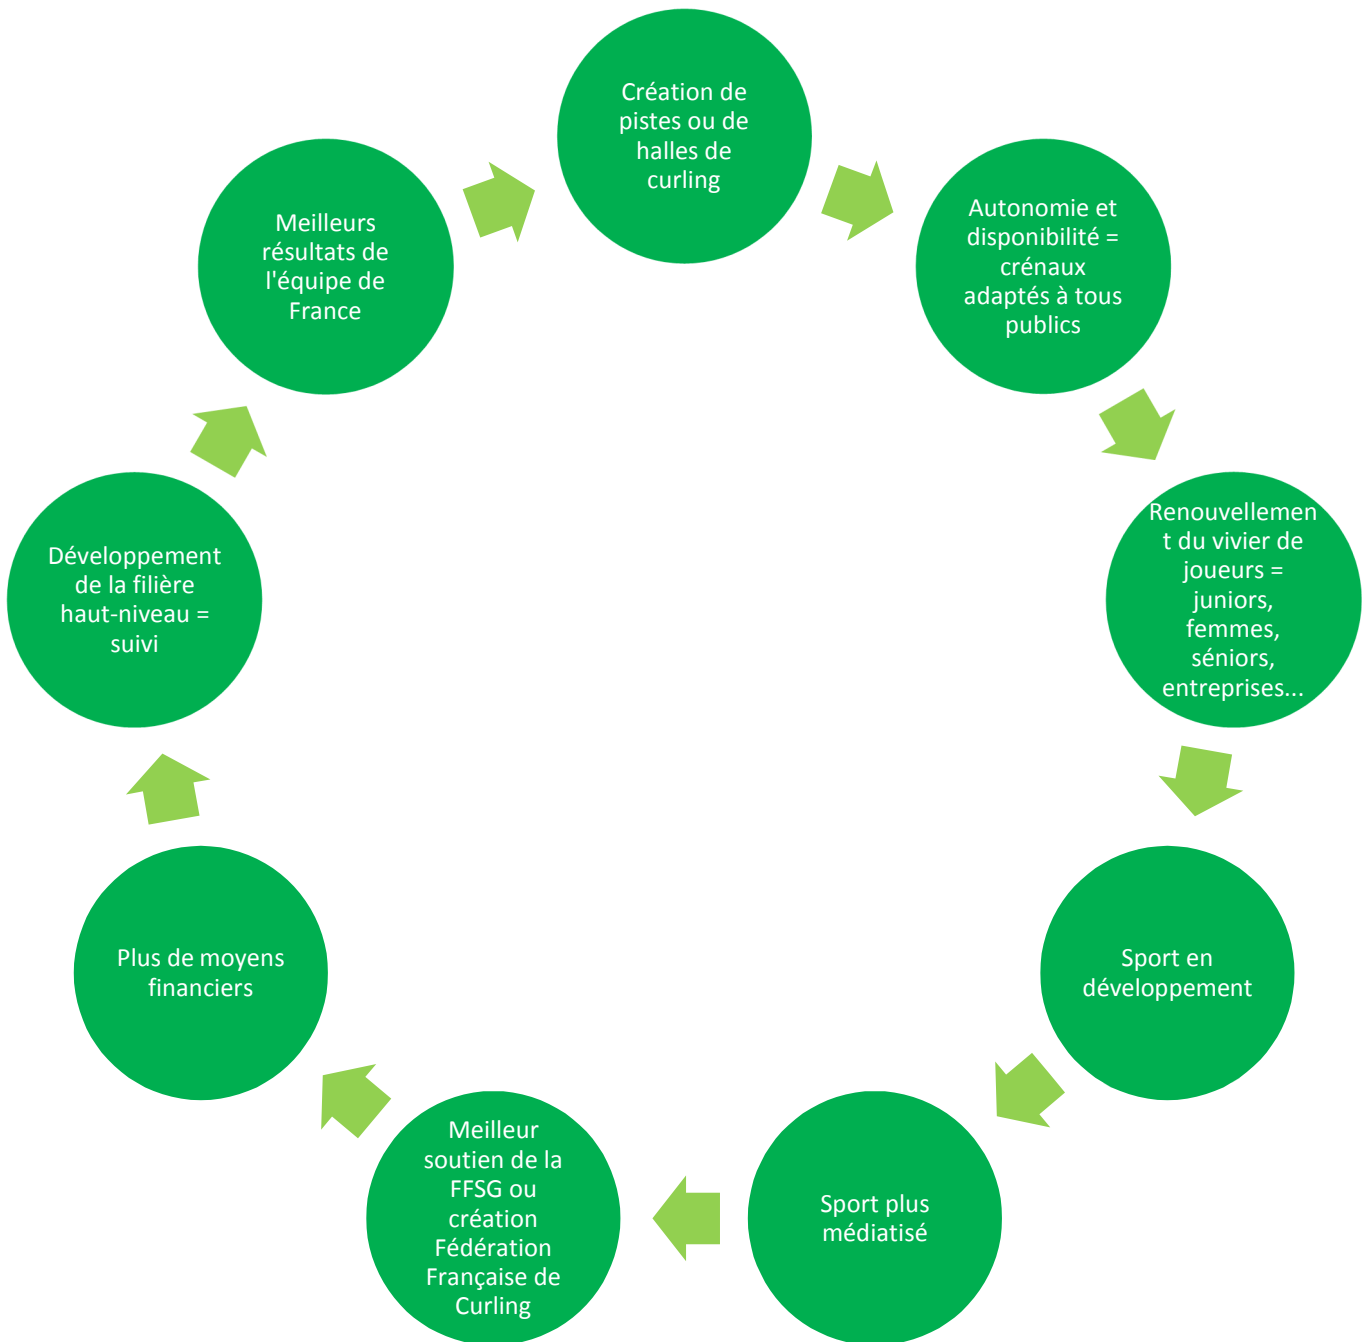 Création de
pistes ou de
halles de
curling
Autonomie et
disponibilité =
crénaux
adaptés à tous
publics
Renouvellemen
t du vivier de
joueurs =
juniors,
femmes,
séniors,
entreprises...
Sport en
développement
Sport plus
médiatisé
Meilleur
soutien de la
FFSG ou
création
Fédération
Française de
Curling
Plus de moyens
financiers
Développement
de la filière
haut-niveau =
suivi
Meilleurs
résultats de
l'équipe de
France